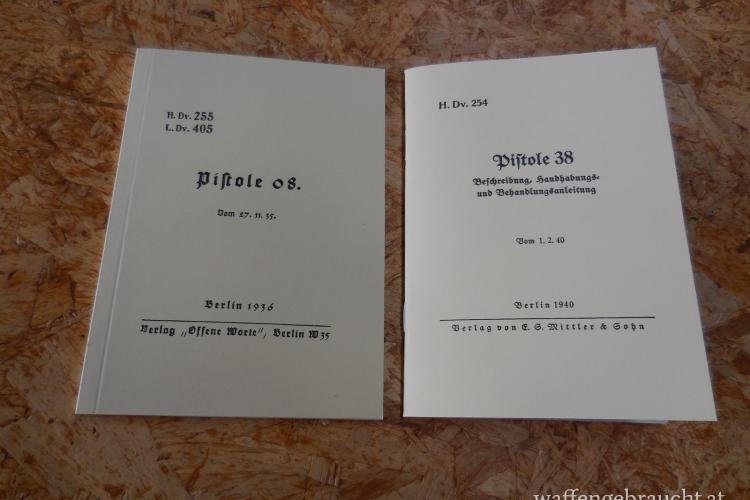 H. Dv. 255
L. Dv. 405
Pistole 08.
Vom 27. 11. 35.
Berlin 1936
Verlag „Offene Worte“, Berlin W 35
H. Dv. 254
Pistole 38
Beschreibung, Handhabungs-
und Behandlungsanleitung
Vom 1. 2. 40
Berlin 1940
Verlag von E. S. Mittler & Sohn
waffengebraucht.at